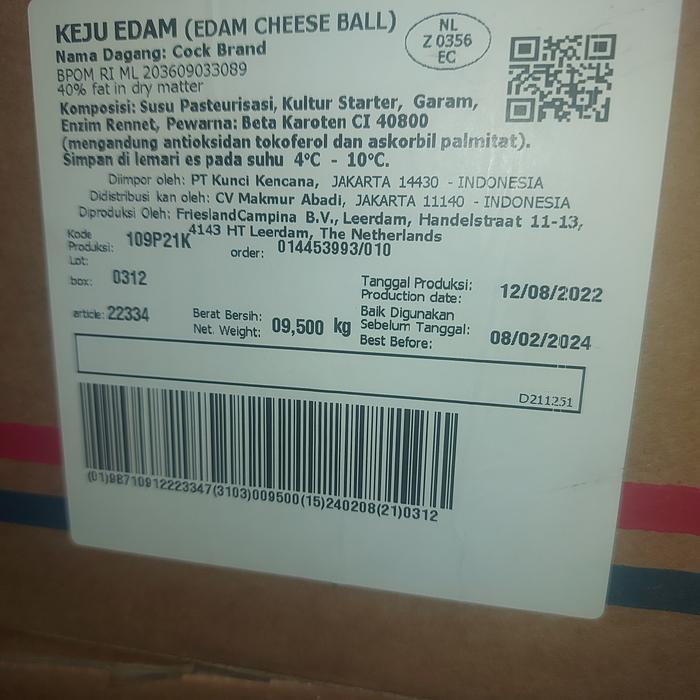 KEJU EDAM (EDAM CHEESE BALL)
Nama Dagang: Cock Brand
BPOM RI ML 203609033089
40% fat in dry matter
NL
Z 0356
EC
Komposisi: Susu Pasteurisasi, Kultur Starter, Garam,
Enzim Rennet, Pewarna: Beta Karoten CI 40800
(mengandung antioksidan tokoferol dan askorbil palmitat).
Simpan di lemari es pada suhu 4°C - 10°C.
Diimpor oleh: PT Kunci Kencana, JAKARTA 14430 - INDONESIA
Didistribusi kan oleh: CV Makmur Abadi, JAKARTA 11140 - INDONESIA
Diproduksi Oleh: FrieslandCampina B.V., Leerdam, Handelstraat 11-13,
4143 HT Leerdam, The Netherlands
Kode Produksi: 109P21K order: 014453993/010
Lot:
box: 0312
Tanggal Produksi:
Production date: 12/08/2022
article: 22334
Berat Bersih:
Net. Weight: 09,500 kg
Baik Digunakan
Sebelum Tanggal:
Best Before: 08/02/2024
D211251
(01)98710912223347(3103)009500(15)240208(21)0312